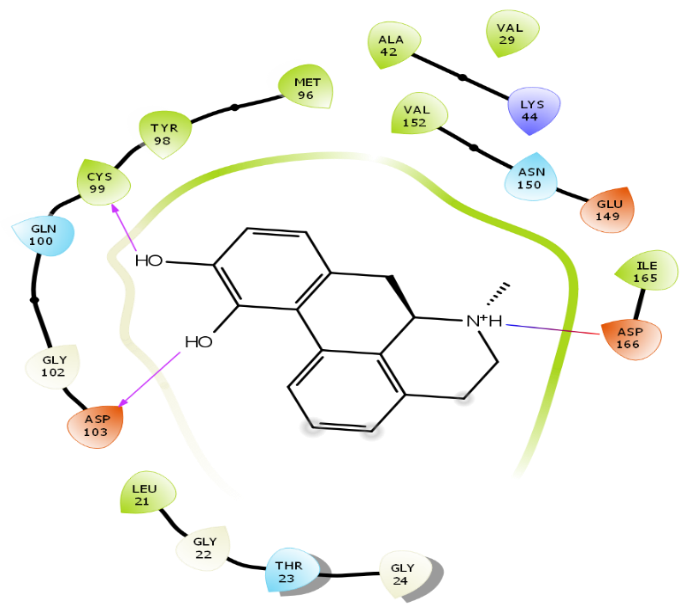 VAL
29
ALA
42
LYS
44
MET
96
VAL
152
TYR
98
ASN
150
CYS
99
GLU
149
GLN
100
HO
ILE
165
N+H
ASP
166
HO
GLY
102
ASP
103
LEU
21
GLY
22
THR
23
GLY
24